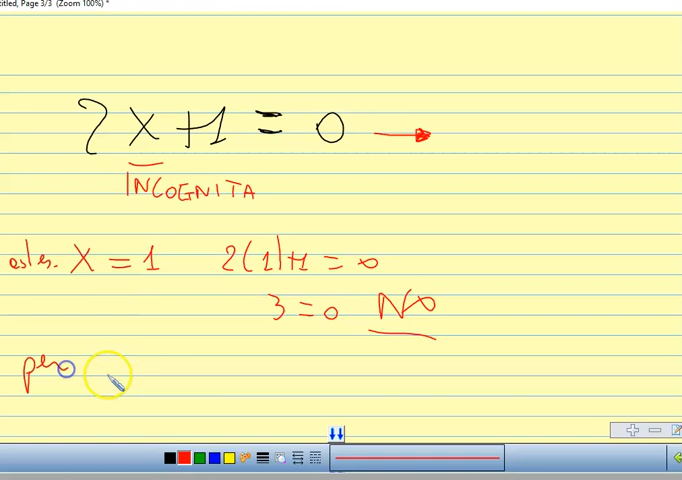 titled, Page 3/3 (Zoom 100%) *
2x+1=0
INCOGNITA
ad es. x = 1 2(1)+1=0
3=0 NO
per